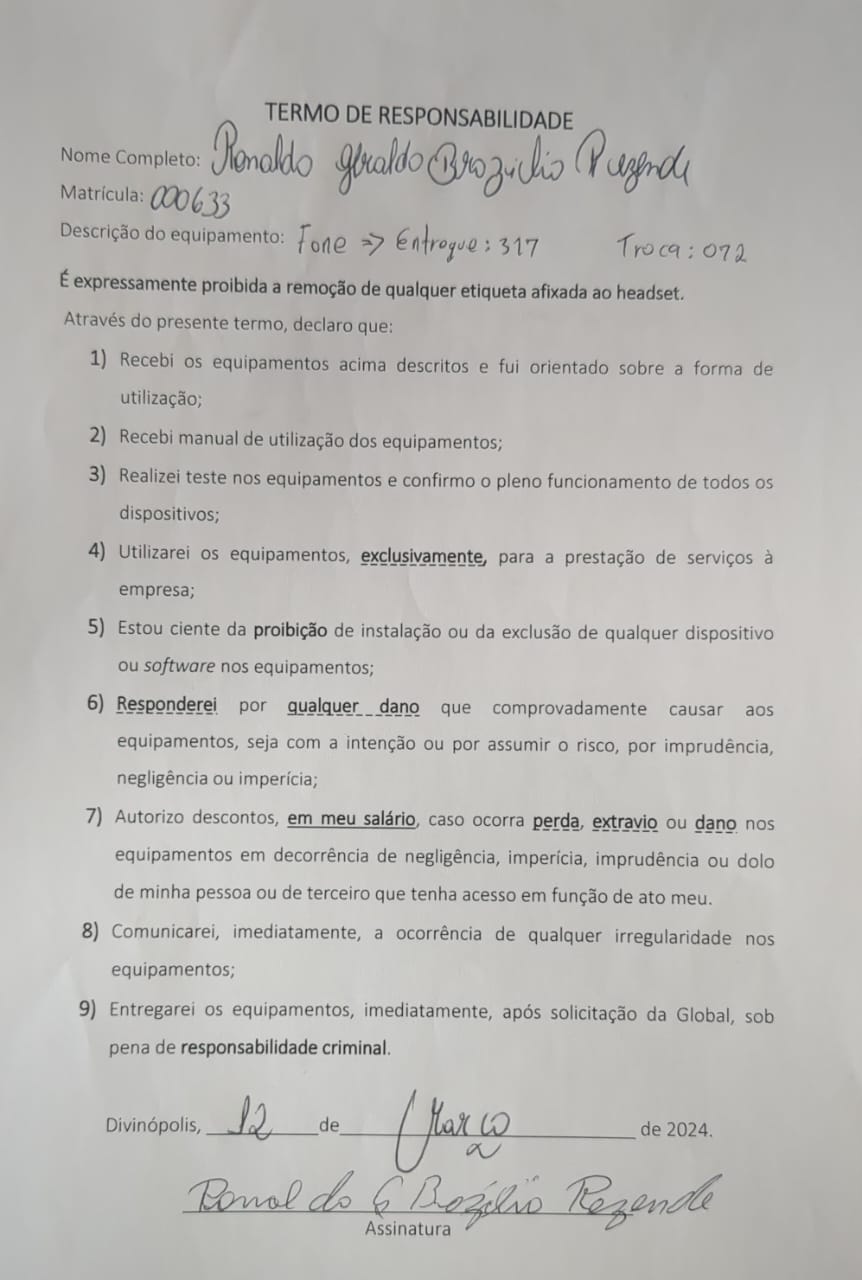 TERMO DE RESPONSABILIDADE
Nome Completo: Ronaldo Geraldo Brozilio Rezende
Matrícula: 000633
Descrição do equipamento: Fone => Entregue: 317 Troca: 072
É expressamente proibida a remoção de qualquer etiqueta afixada ao headset.
Através do presente termo, declaro que:
1) Recebi os equipamentos acima descritos e fui orientado sobre a forma de
utilização;
2) Recebi manual de utilização dos equipamentos;
3) Realizei teste nos equipamentos e confirmo o pleno funcionamento de todos os
dispositivos;
4) Utilizarei os equipamentos, exclusivamente, para a prestação de serviços à
empresa;
5) Estou ciente da proibição de instalação ou da exclusão de qualquer dispositivo
ou software nos equipamentos;
6) Responderei por qualquer dano que comprovadamente causar aos
equipamentos, seja com a intenção ou por assumir o risco, por imprudência,
negligência ou imperícia;
7) Autorizo descontos, em meu salário, caso ocorra perda, extravio ou dano nos
equipamentos em decorrência de negligência, imperícia, imprudência ou dolo
de minha pessoa ou de terceiro que tenha acesso em função de ato meu.
8) Comunicarei, imediatamente, a ocorrência de qualquer irregularidade nos
equipamentos;
9) Entregarei os equipamentos, imediatamente, após solicitação da Global, sob
pena de responsabilidade criminal.
Divinópolis, 12 de Março de 2024.
Ronaldo G Brozilio Rezende
Assinatura